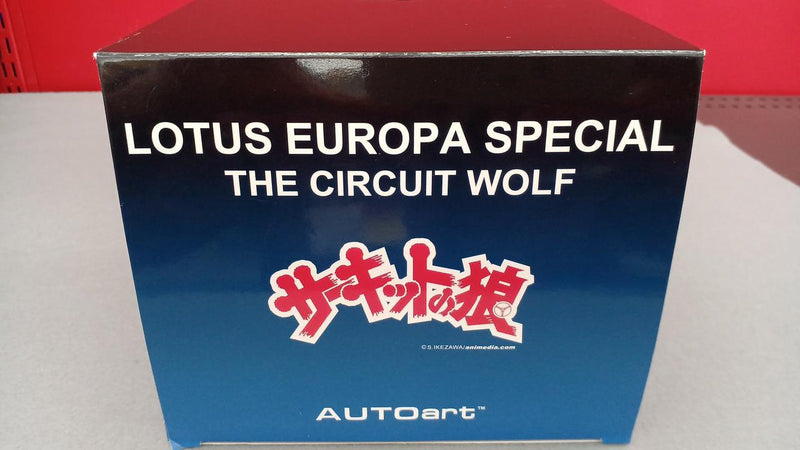 LOTUS EUROPA SPECIAL
THE CIRCUIT WOLF
サーキットの狼
©S.IKEZAWA/animedia.com
AUTOart™